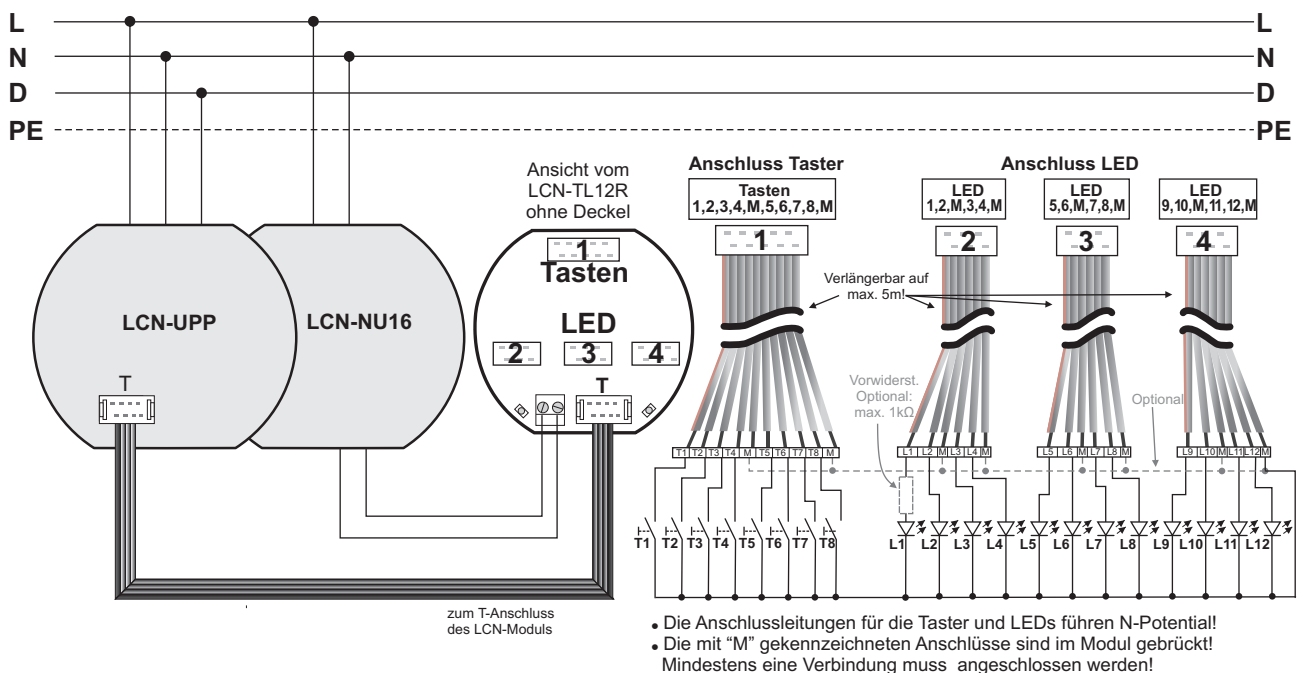 L L
N N
D D
PE PE
Ansicht vom
LCN-TL12R
ohne Deckel
Anschluss Taster
Anschluss LED
Tasten
1,2,3,4,M,5,6,7,8,M
LED
1,2,M,3,4,M
LED
5,6,M,7,8,M
LED
9,10,M,11,12,M
1
2
3
4
1
Tasten
LED
2 3 4
T
LCN-UPP
LCN-NU16
T
Verlängerbar auf
max. 5m!
Vorwiderst.
Optional:
max. 1kΩ
Optional
T1 T2 T3 T4 M T5 T6 T7 T8 M
L1 L2 M L3 L4 M
L5 L6 M L7 L8 M
L9 L10 M L11 L12 M
T1 T2 T3 T4 T5 T6 T7 T8
L1 L2 L3 L4 L5 L6 L7 L8 L9 L10 L11 L12
zum T-Anschluss
des LCN-Moduls
• Die Anschlussleitungen für die Taster und LEDs führen N-Potential!
• Die mit “M” gekennzeichneten Anschlüsse sind im Modul gebrückt!
Mindestens eine Verbindung muss angeschlossen werden!